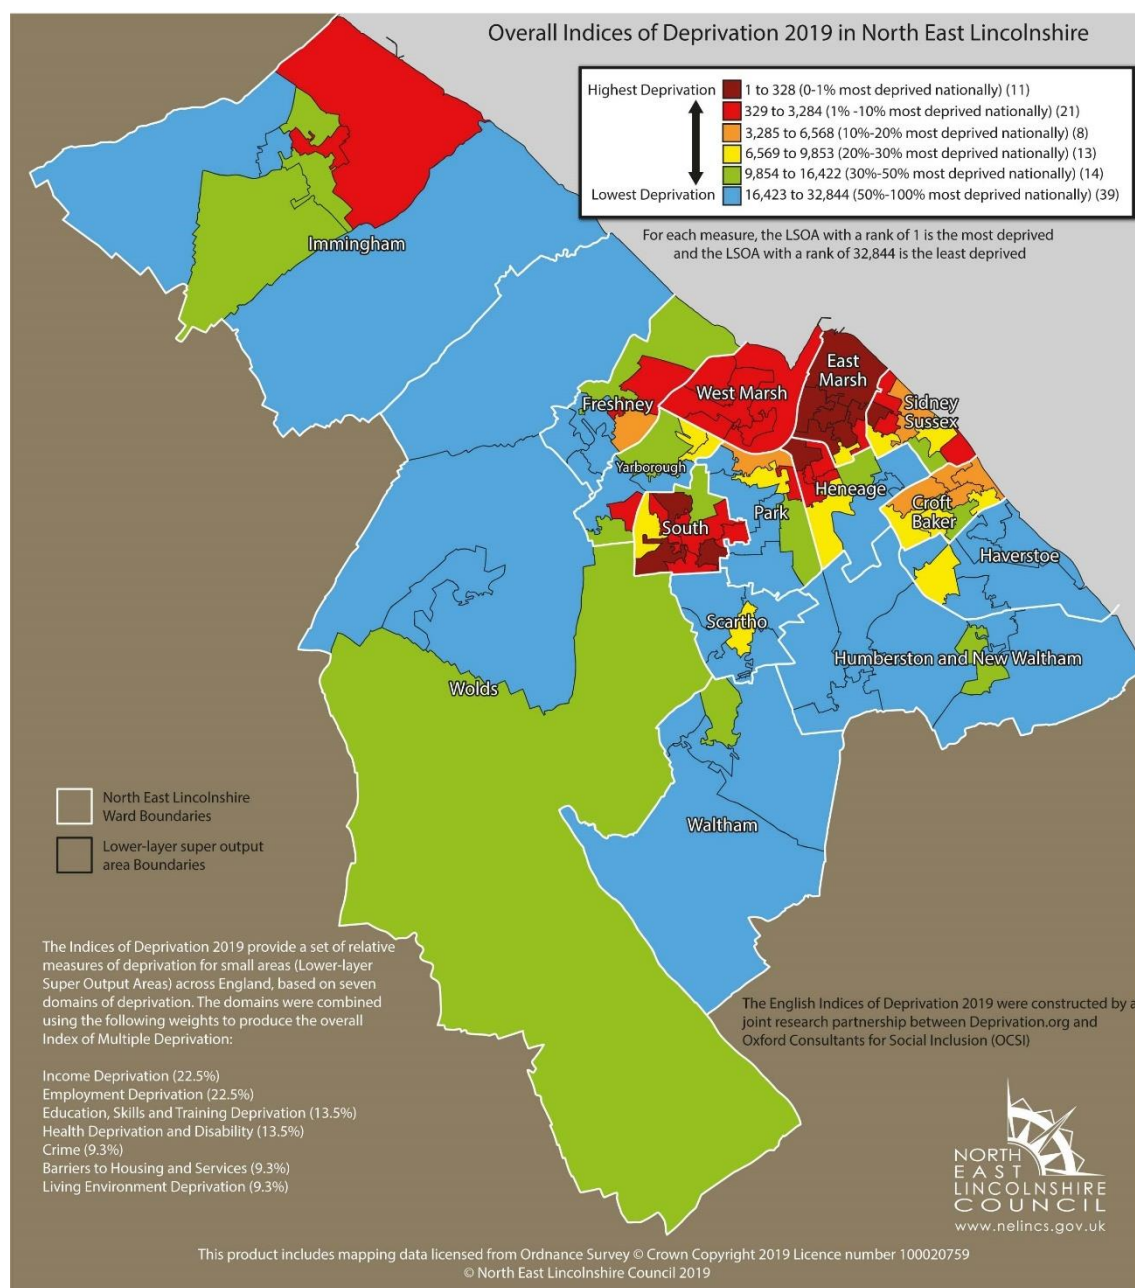 Overall Indices of Deprivation 2019 in North East Lincolnshire
Highest Deprivation
Lowest Deprivation
1 to 328 (0-1% most deprived nationally) (11)
329 to 3,284 (1% -10% most deprived nationally) (21)
3,285 to 6,568 (10%-20% most deprived nationally) (8)
6,569 to 9,853 (20%-30% most deprived nationally) (13)
9,854 to 16,422 (30%-50% most deprived nationally) (14)
16,423 to 32,844 (50%-100% most deprived nationally) (39)
For each measure, the LSOA with a rank of 1 is the most deprived
and the LSOA with a rank of 32,844 is the least deprived
Immingham
East
Marsh
West Marsh
Freshney
Sidney
Sussex
Yarborough
Heneage
Park
South
Croft
Baker
Haverstoe
Scartho
Humberston and New Waltham
Wolds
Waltham
North East Lincolnshire
Ward Boundaries
Lower-layer super output
area Boundaries
The Indices of Deprivation 2019 provide a set of relative
measures of deprivation for small areas (Lower-layer
Super Output Areas) across England, based on seven
domains of deprivation. The domains were combined
using the following weights to produce the overall
Index of Multiple Deprivation:
Income Deprivation (22.5%)
Employment Deprivation (22.5%)
Education, Skills and Training Deprivation (13.5%)
Health Deprivation and Disability (13.5%)
Crime (9.3%)
Barriers to Housing and Services (9.3%)
Living Environment Deprivation (9.3%)
The English Indices of Deprivation 2019 were constructed by a
joint research partnership between Deprivation.org and
Oxford Consultants for Social Inclusion (OCSI)
NORTH
EAST
LINCOLNSHIRE
COUNCIL
www.nelincs.gov.uk
This product includes mapping data licensed from Ordnance Survey © Crown Copyright 2019 Licence number 100020759
© North East Lincolnshire Council 2019